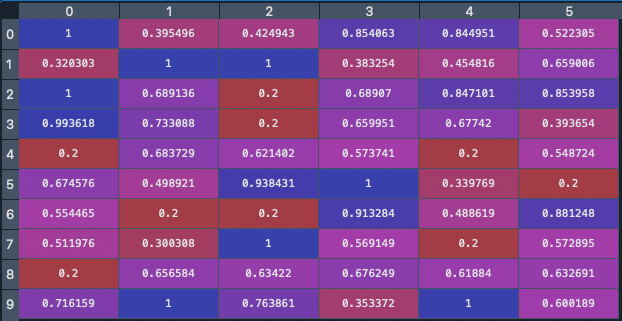 0 1 2 3 4 5
0 1 0.395496 0.424943 0.854063 0.844951 0.522305
1 0.320303 1 1 0.383254 0.454816 0.659006
2 1 0.689136 0.2 0.68907 0.847101 0.853958
3 0.993618 0.733088 0.2 0.659951 0.67742 0.393654
4 0.2 0.683729 0.621402 0.573741 0.2 0.548724
5 0.674576 0.498921 0.938431 1 0.339769 0.2
6 0.554465 0.2 0.2 0.913284 0.488619 0.881248
7 0.511976 0.300308 1 0.569149 0.2 0.572895
8 0.2 0.656584 0.63422 0.676249 0.61884 0.632691
9 0.716159 1 0.763861 0.353372 1 0.600189